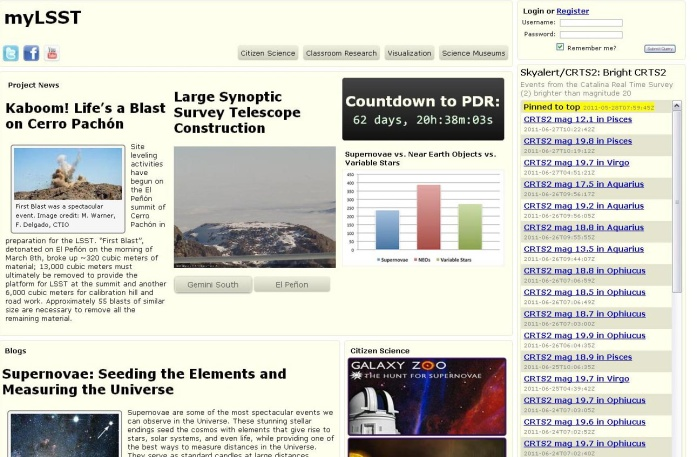 myLSST
Citizen Science
Classroom Research
Visualization
Science Museums
Login or Register
Username:
Password:
Remember me?
Submit Query
Project News
Kaboom! Life's a Blast
on Cerro Pachón
First Blast was a spectacular
event. Image credit: M. Warner,
F. Delgado, CTIO
Site
leveling
activities
have
begun on
the El
Peñon
summit of
Cerro
Pachón in
preparation for the LSST. "First Blast",
detonated on El Peñon on the morning of
March 8th, broke up ~320 cubic meters of
material; 13,000 cubic meters must
ultimately be removed to provide the
platform for LSST at the summit and another
6,000 cubic meters for calibration hill and
road work. Approximately 55 blasts of similar
size are necessary to remove all the
remaining material.
Large Synoptic
Survey Telescope
Construction
Gemini South
El Peñon
Countdown to PDR:
62 days, 20h:38m:03s
Supernovae vs. Near Earth Objects vs.
Variable Stars
450
400
350
300
250
200
150
100
50
0
Supernovae
NEOs
Variable Stars
Skyalert/CRTS2: Bright CRTS2
Events from the Catalina Real Time Survey
(2) brighter than magnitude 20
Pinned to top 2011-05-28T07:59:45Z
CRTS2 mag 12.1 in Pisces
2011-06-27T10:22:42Z
CRTS2 mag 19.8 in Pisces
2011-06-27T10:19:12Z
CRTS2 mag 19.7 in Virgo
2011-06-27T04:51:21Z
CRTS2 mag 17.5 in Aquarius
2011-06-26T09:56:17Z
CRTS2 mag 19.2 in Aquarius
2011-06-26T09:56:08Z
CRTS2 mag 18.8 in Aquarius
2011-06-26T09:55:55Z
CRTS2 mag 13.5 in Aquarius
2011-06-26T09:44:07Z
CRTS2 mag 18.8 in Ophiucus
2011-06-26T07:06:59Z
CRTS2 mag 18.5 in Ophiucus
2011-06-26T07:06:49Z
CRTS2 mag 18.7 in Ophiucus
2011-06-26T07:05:00Z
CRTS2 mag 19.9 in Ophiucus
2011-06-26T06:04:35Z
CRTS2 mag 18.9 in Pisces
2011-06-25T10:06:35Z
CRTS2 mag 19.7 in Virgo
2011-06-25T04:39:42Z
CRTS2 mag 19.7 in Ophiucus
2011-06-24T07:03:05Z
CRTS2 mag 19.6 in Ophiucus
2011-06-24T07:02:52Z
CRTS2 mag 19.7 in Ophiucus
2011-06-24T07:02:40Z
Blogs
Supernovae: Seeding the Elements and
Measuring the Universe
Supernovae are some of the most spectacular events we
can observe in the Universe. These stunning stellar
endings seed the cosmos with elements that give rise to
stars, solar systems, and even life, while providing one of
the best ways to measure distances in the Universe.
They serve as standard candles at large distances
Citizen Science
GALAXY ZOO
THE HUNT FOR SUPERNOVAE